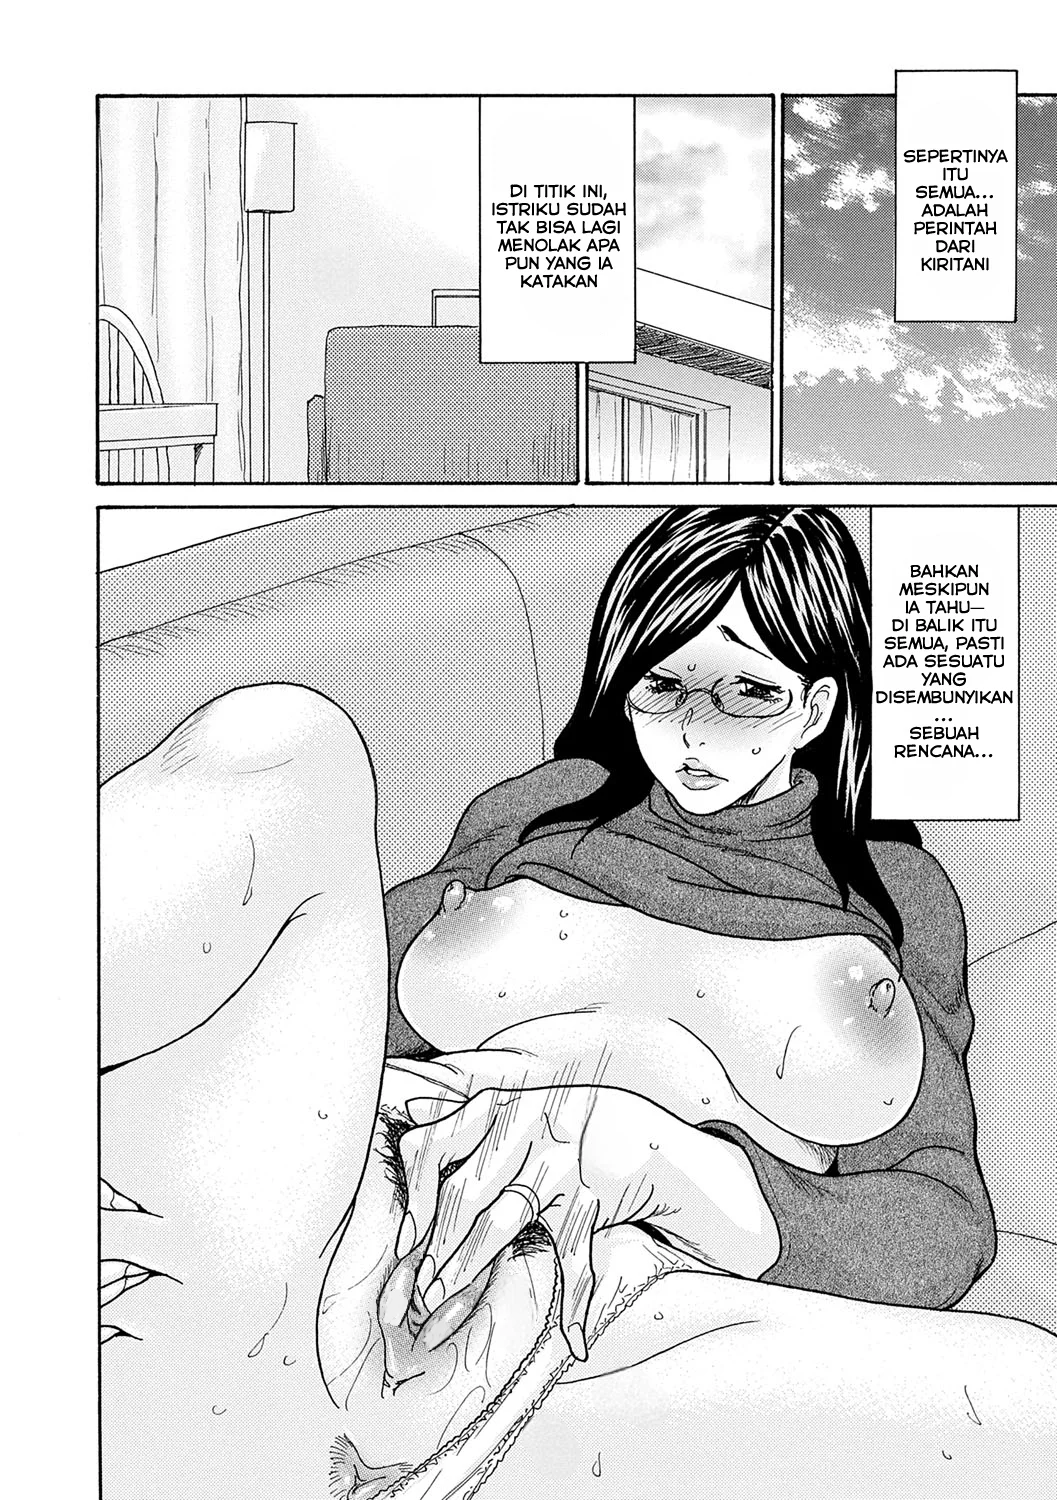 SEPERTINYA
ITU
SEMUA...
ADALAH
PERINTAH
DARI
KIRITANI
DI TITIK INI,
ISTRIKU SUDAH
TAK BISA LAGI
MENOLAK APA
PUN YANG IA
KATAKAN
BAHKAN
MESKIPUN
IA TAHU—
DI BALIK ITU
SEMUA, PASTI
ADA SESUATU
YANG
DISEMBUNYIKAN
...
SEBUAH
RENCANA...